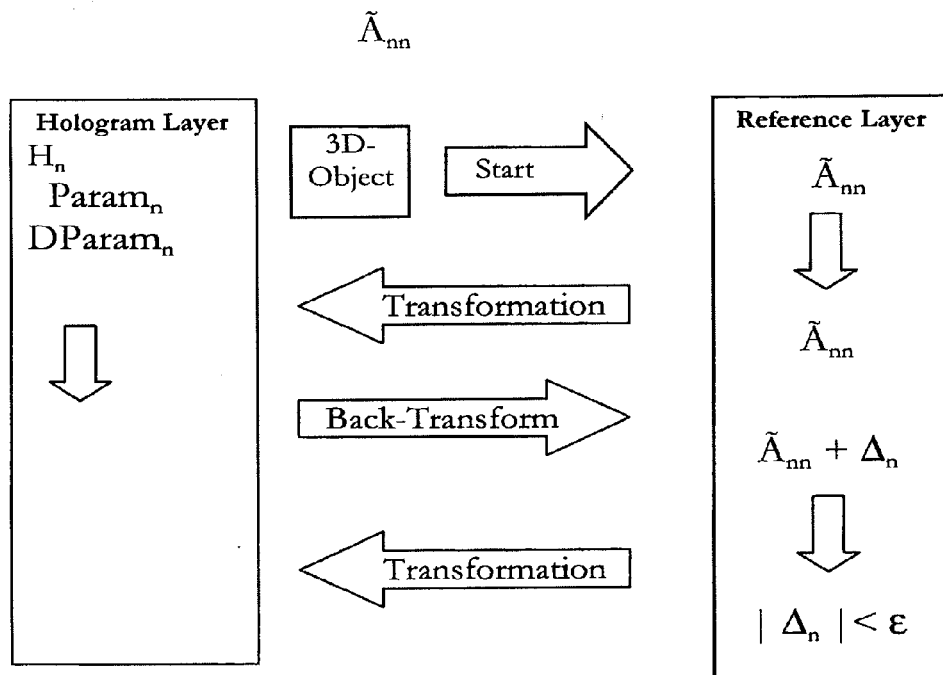 Ã_nn
Hologram Layer
H_n
Param_n
DParam_n
3D-
Object
Start
Transformation
Back-Transform
Transformation
Reference Layer
Ã_nn
Ã_nn
Ã_nn + Δ_n
| Δ_n | < ε